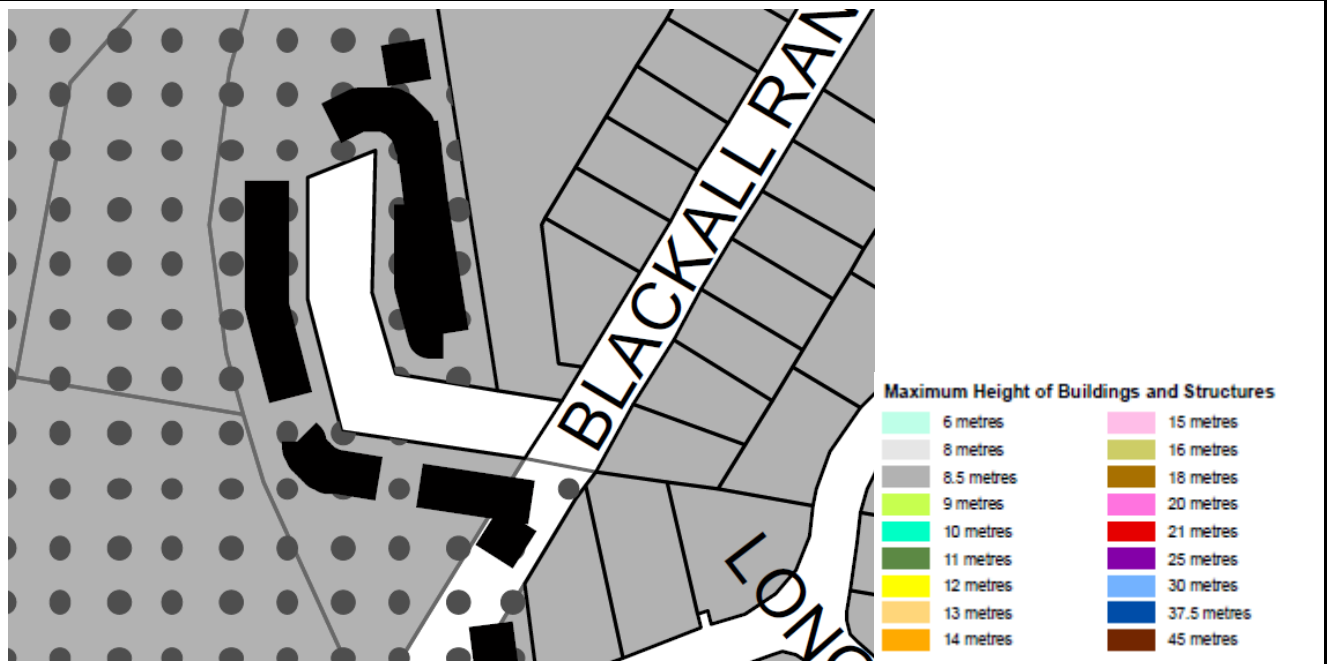 BLACKALL RAN
LONG
Maximum Height of Buildings and Structures
6 metres
8 metres
8.5 metres
9 metres
10 metres
11 metres
12 metres
13 metres
14 metres
15 metres
16 metres
18 metres
20 metres
21 metres
25 metres
30 metres
37.5 metres
45 metres